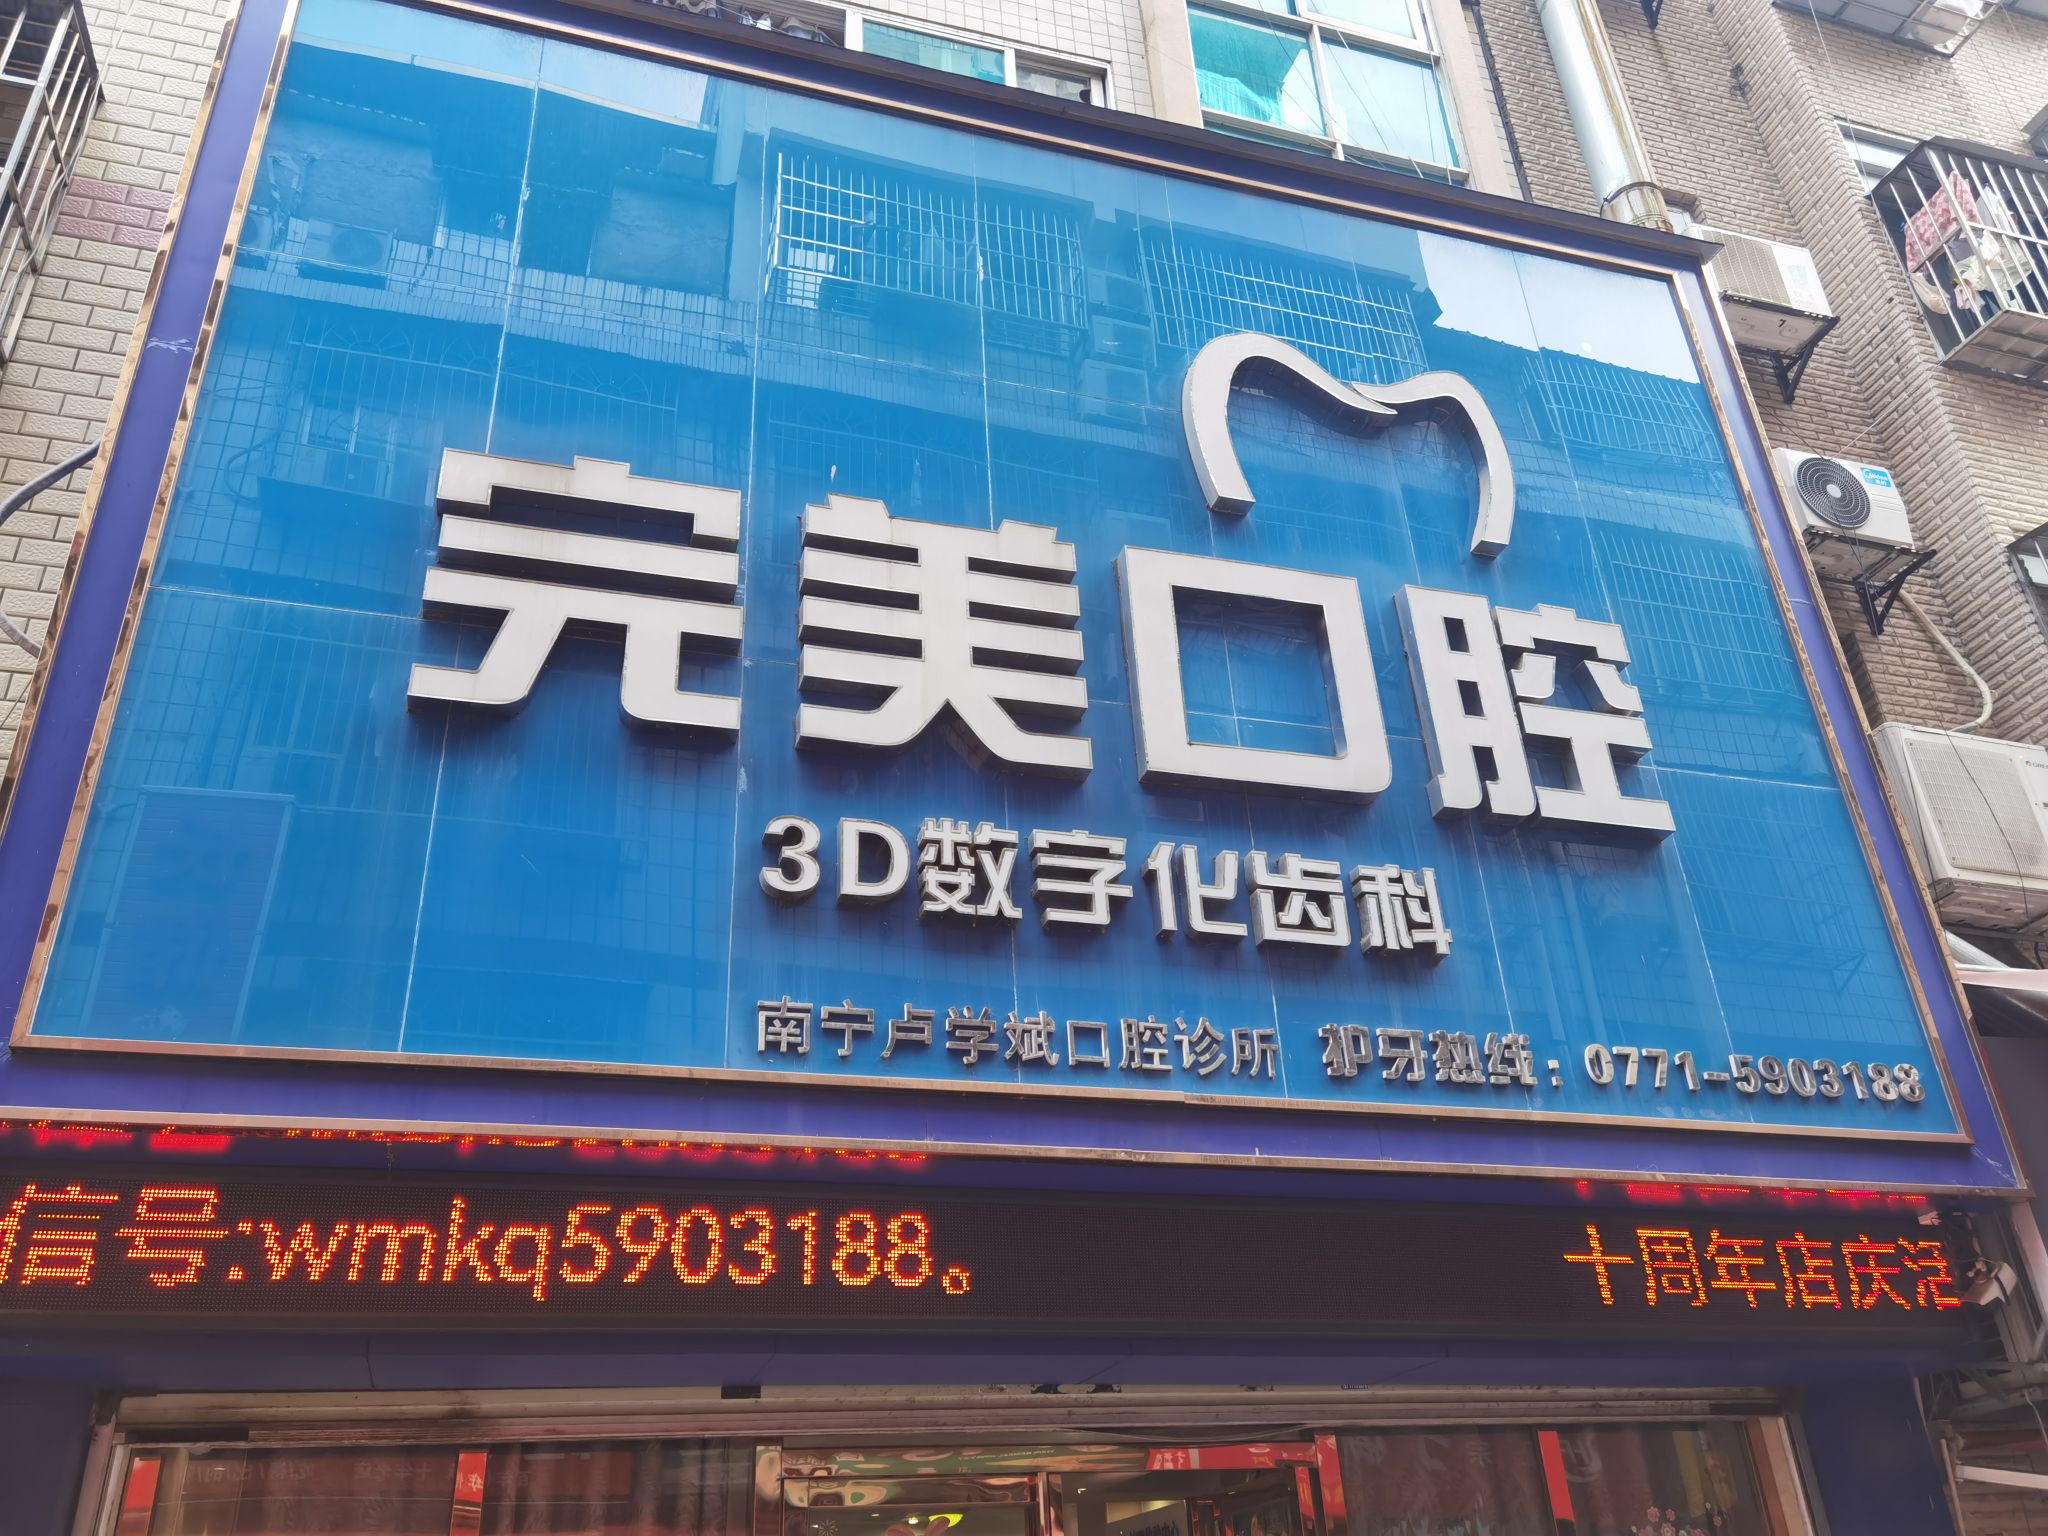 完美口腔
3D数字化齿科
南宁卢学斌口腔诊所 护牙热线：0771-5903188
信号:wmkq5903188。 十周年店庆活